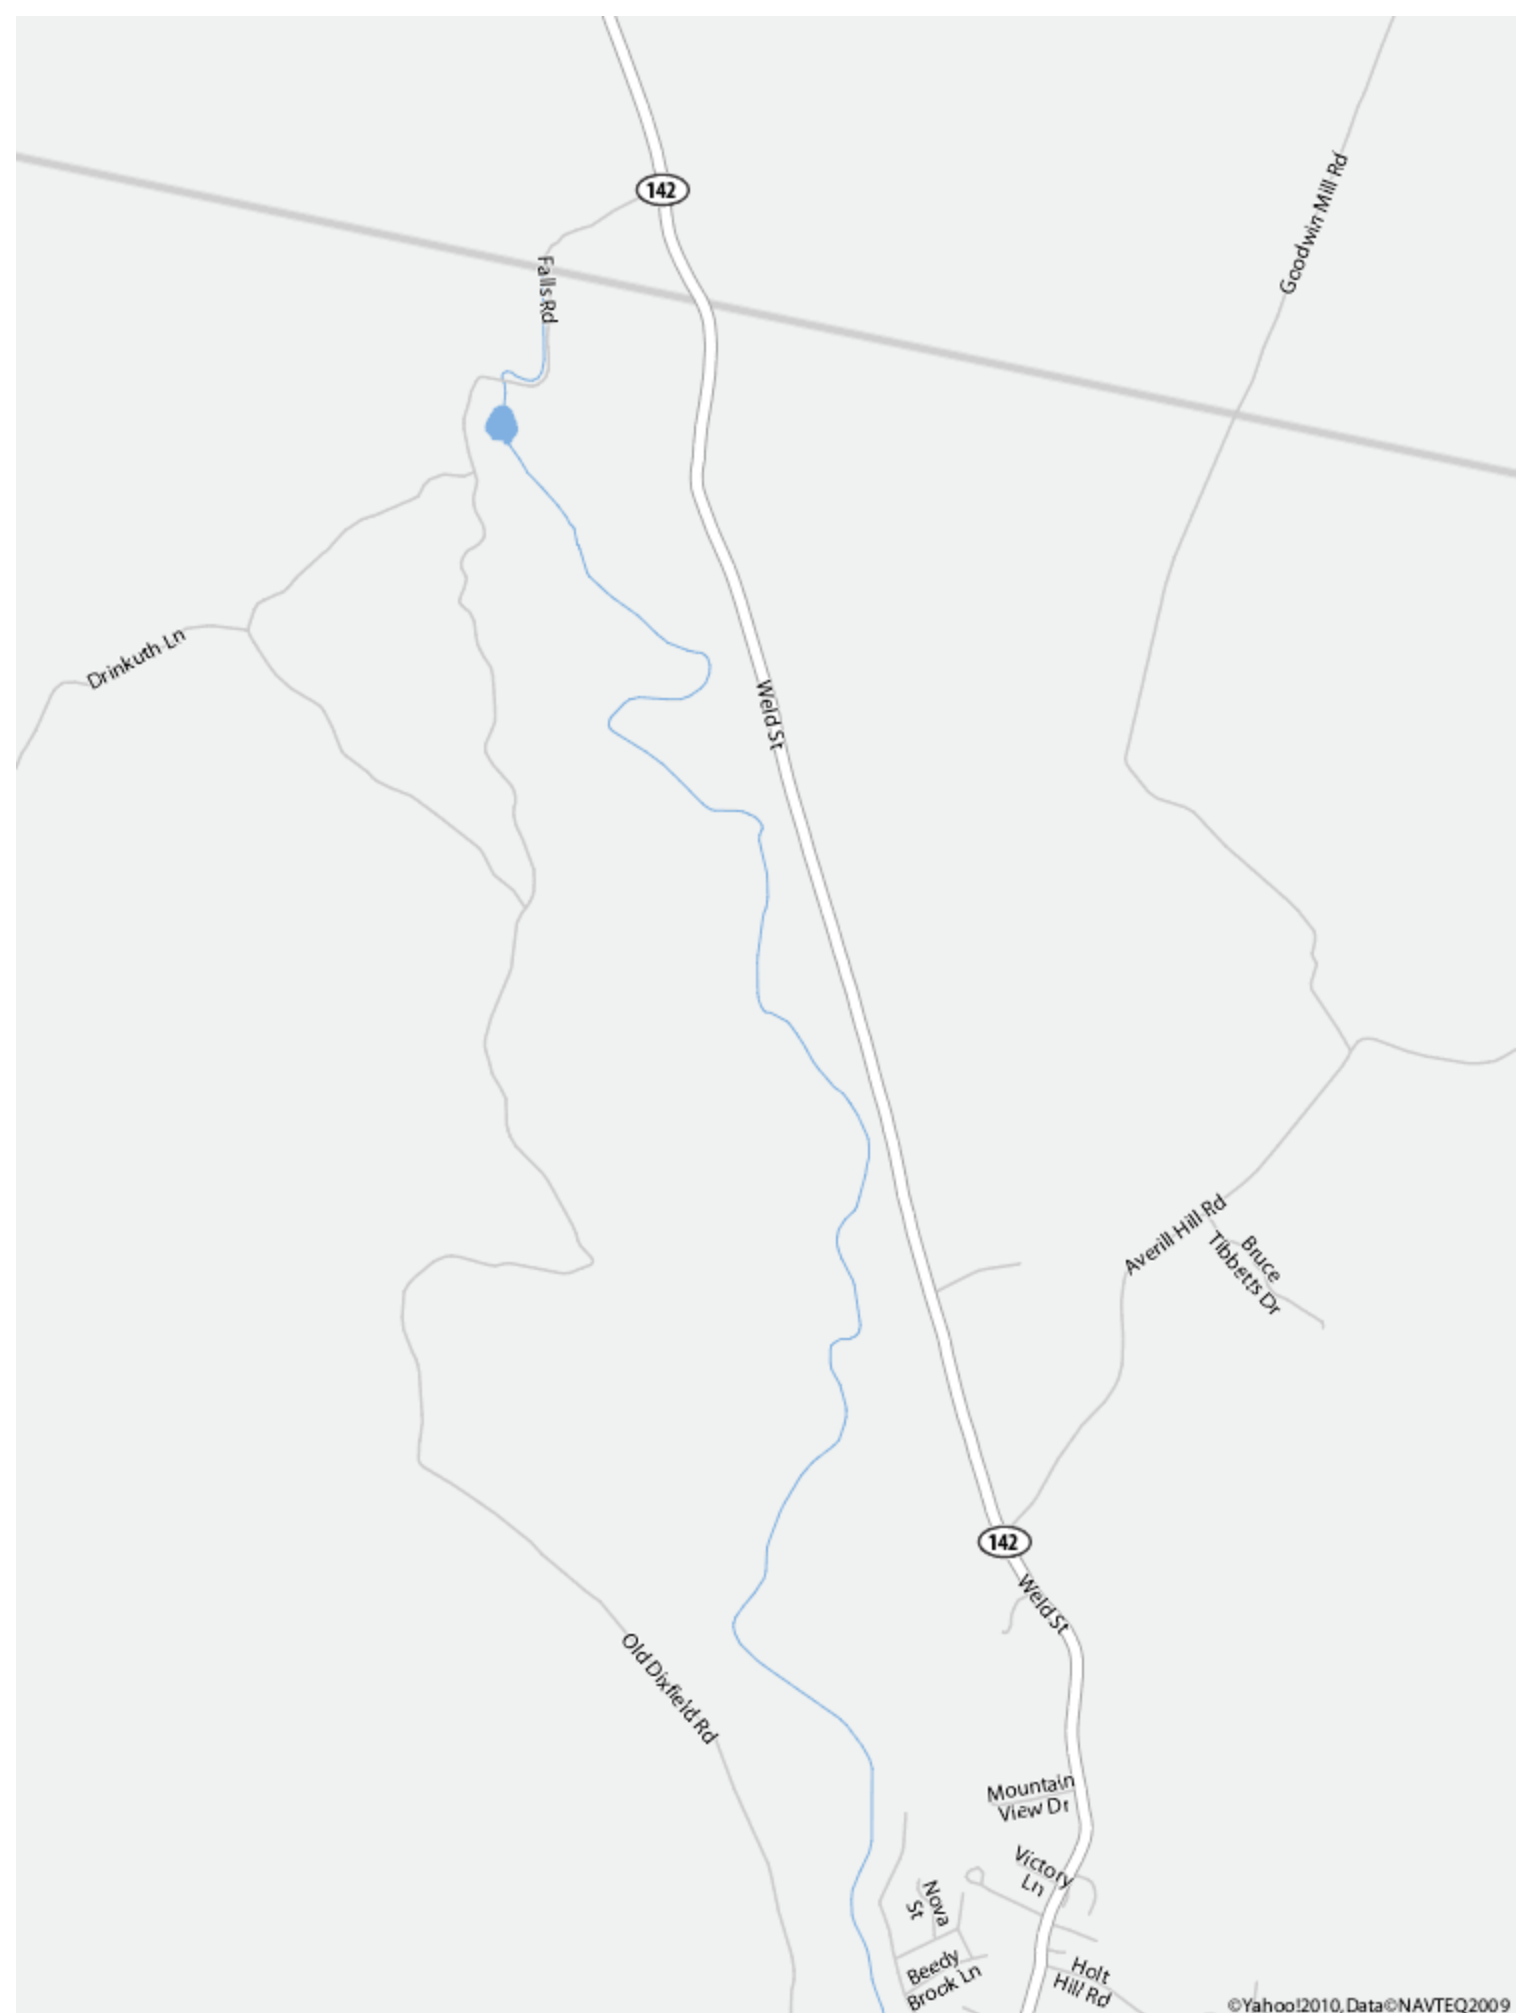 142
Goodwin Mill Rd
Falls Rd
Drinkuth Ln
Weld St
Averill Hill Rd
Bruce
Tibbetts Dr
142
Weld St
Old Dixfield Rd
Mountain
View Dr
Victory
Ln
Nova
St
Beedy
Brook Ln
Holt
Hill Rd
©Yahoo!2010, Data©NAVTEQ2009